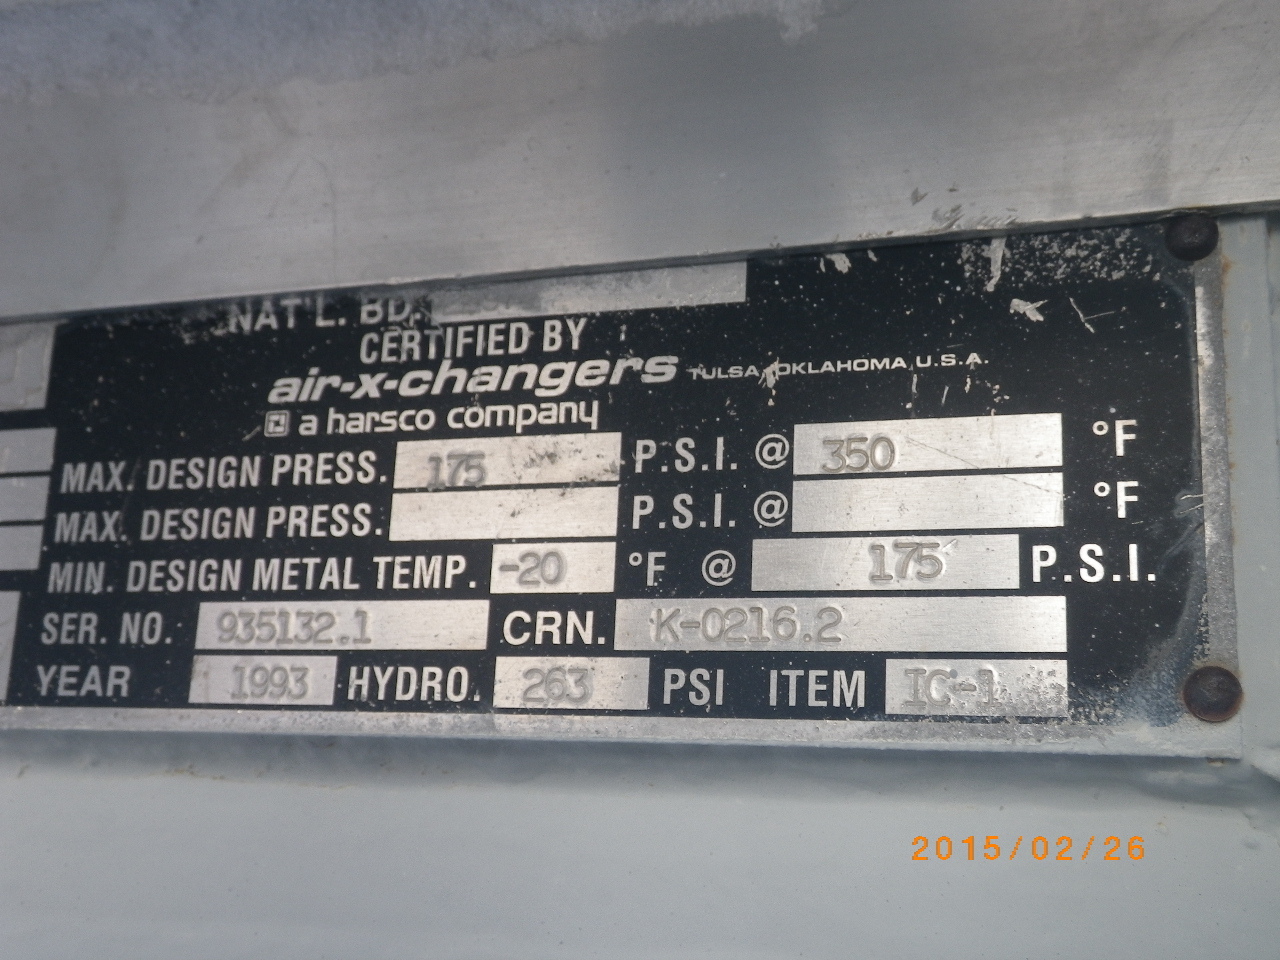 NAT'L. BD.
CERTIFIED BY
air-x-changers TULSA, OKLAHOMA, U.S.A.
a harsco company
MAX. DESIGN PRESS. 175 P.S.I. @ 350 °F
MAX. DESIGN PRESS. P.S.I. @ °F
MIN. DESIGN METAL TEMP. -20 °F @ 175 P.S.I.
SER. NO. 935132.1 CRN. K-0216.2
YEAR 1993 HYDRO. 263 PSI ITEM IC-1
2015/02/26